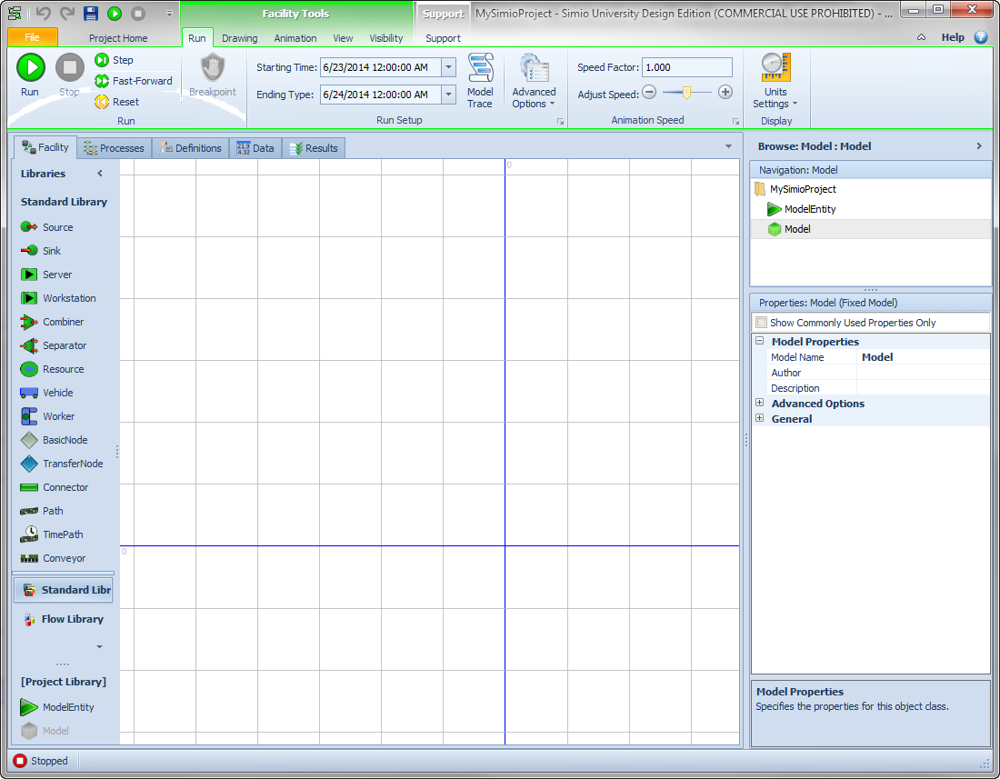 Facility Tools
Support
MySimioProject - Simio University Design Edition (COMMERCIAL USE PROHIBITED) - ...
File
Project Home
Run
Drawing
Animation
View
Visibility
Support
Help
Run
Stop
Step
Fast-Forward
Reset
Run
Breakpoint
Starting Time: 6/23/2014 12:00:00 AM
Ending Type: 6/24/2014 12:00:00 AM
Model
Trace
Advanced
Options
Run Setup
Speed Factor: 1.000
Adjust Speed:
Animation Speed
Units
Settings
Display
Facility
Processes
Definitions
Data
Results
Libraries
Standard Library
Source
Sink
Server
Workstation
Combiner
Separator
Resource
Vehicle
Worker
BasicNode
TransferNode
Connector
Path
TimePath
Conveyor
Standard Libr
Flow Library
[Project Library]
ModelEntity
Model
0
0
Browse: Model : Model
Navigation: Model
MySimioProject
ModelEntity
Model
Properties: Model (Fixed Model)
Show Commonly Used Properties Only
Model Properties
Model Name Model
Author
Description
Advanced Options
General
Model Properties
Specifies the properties for this object class.
Stopped